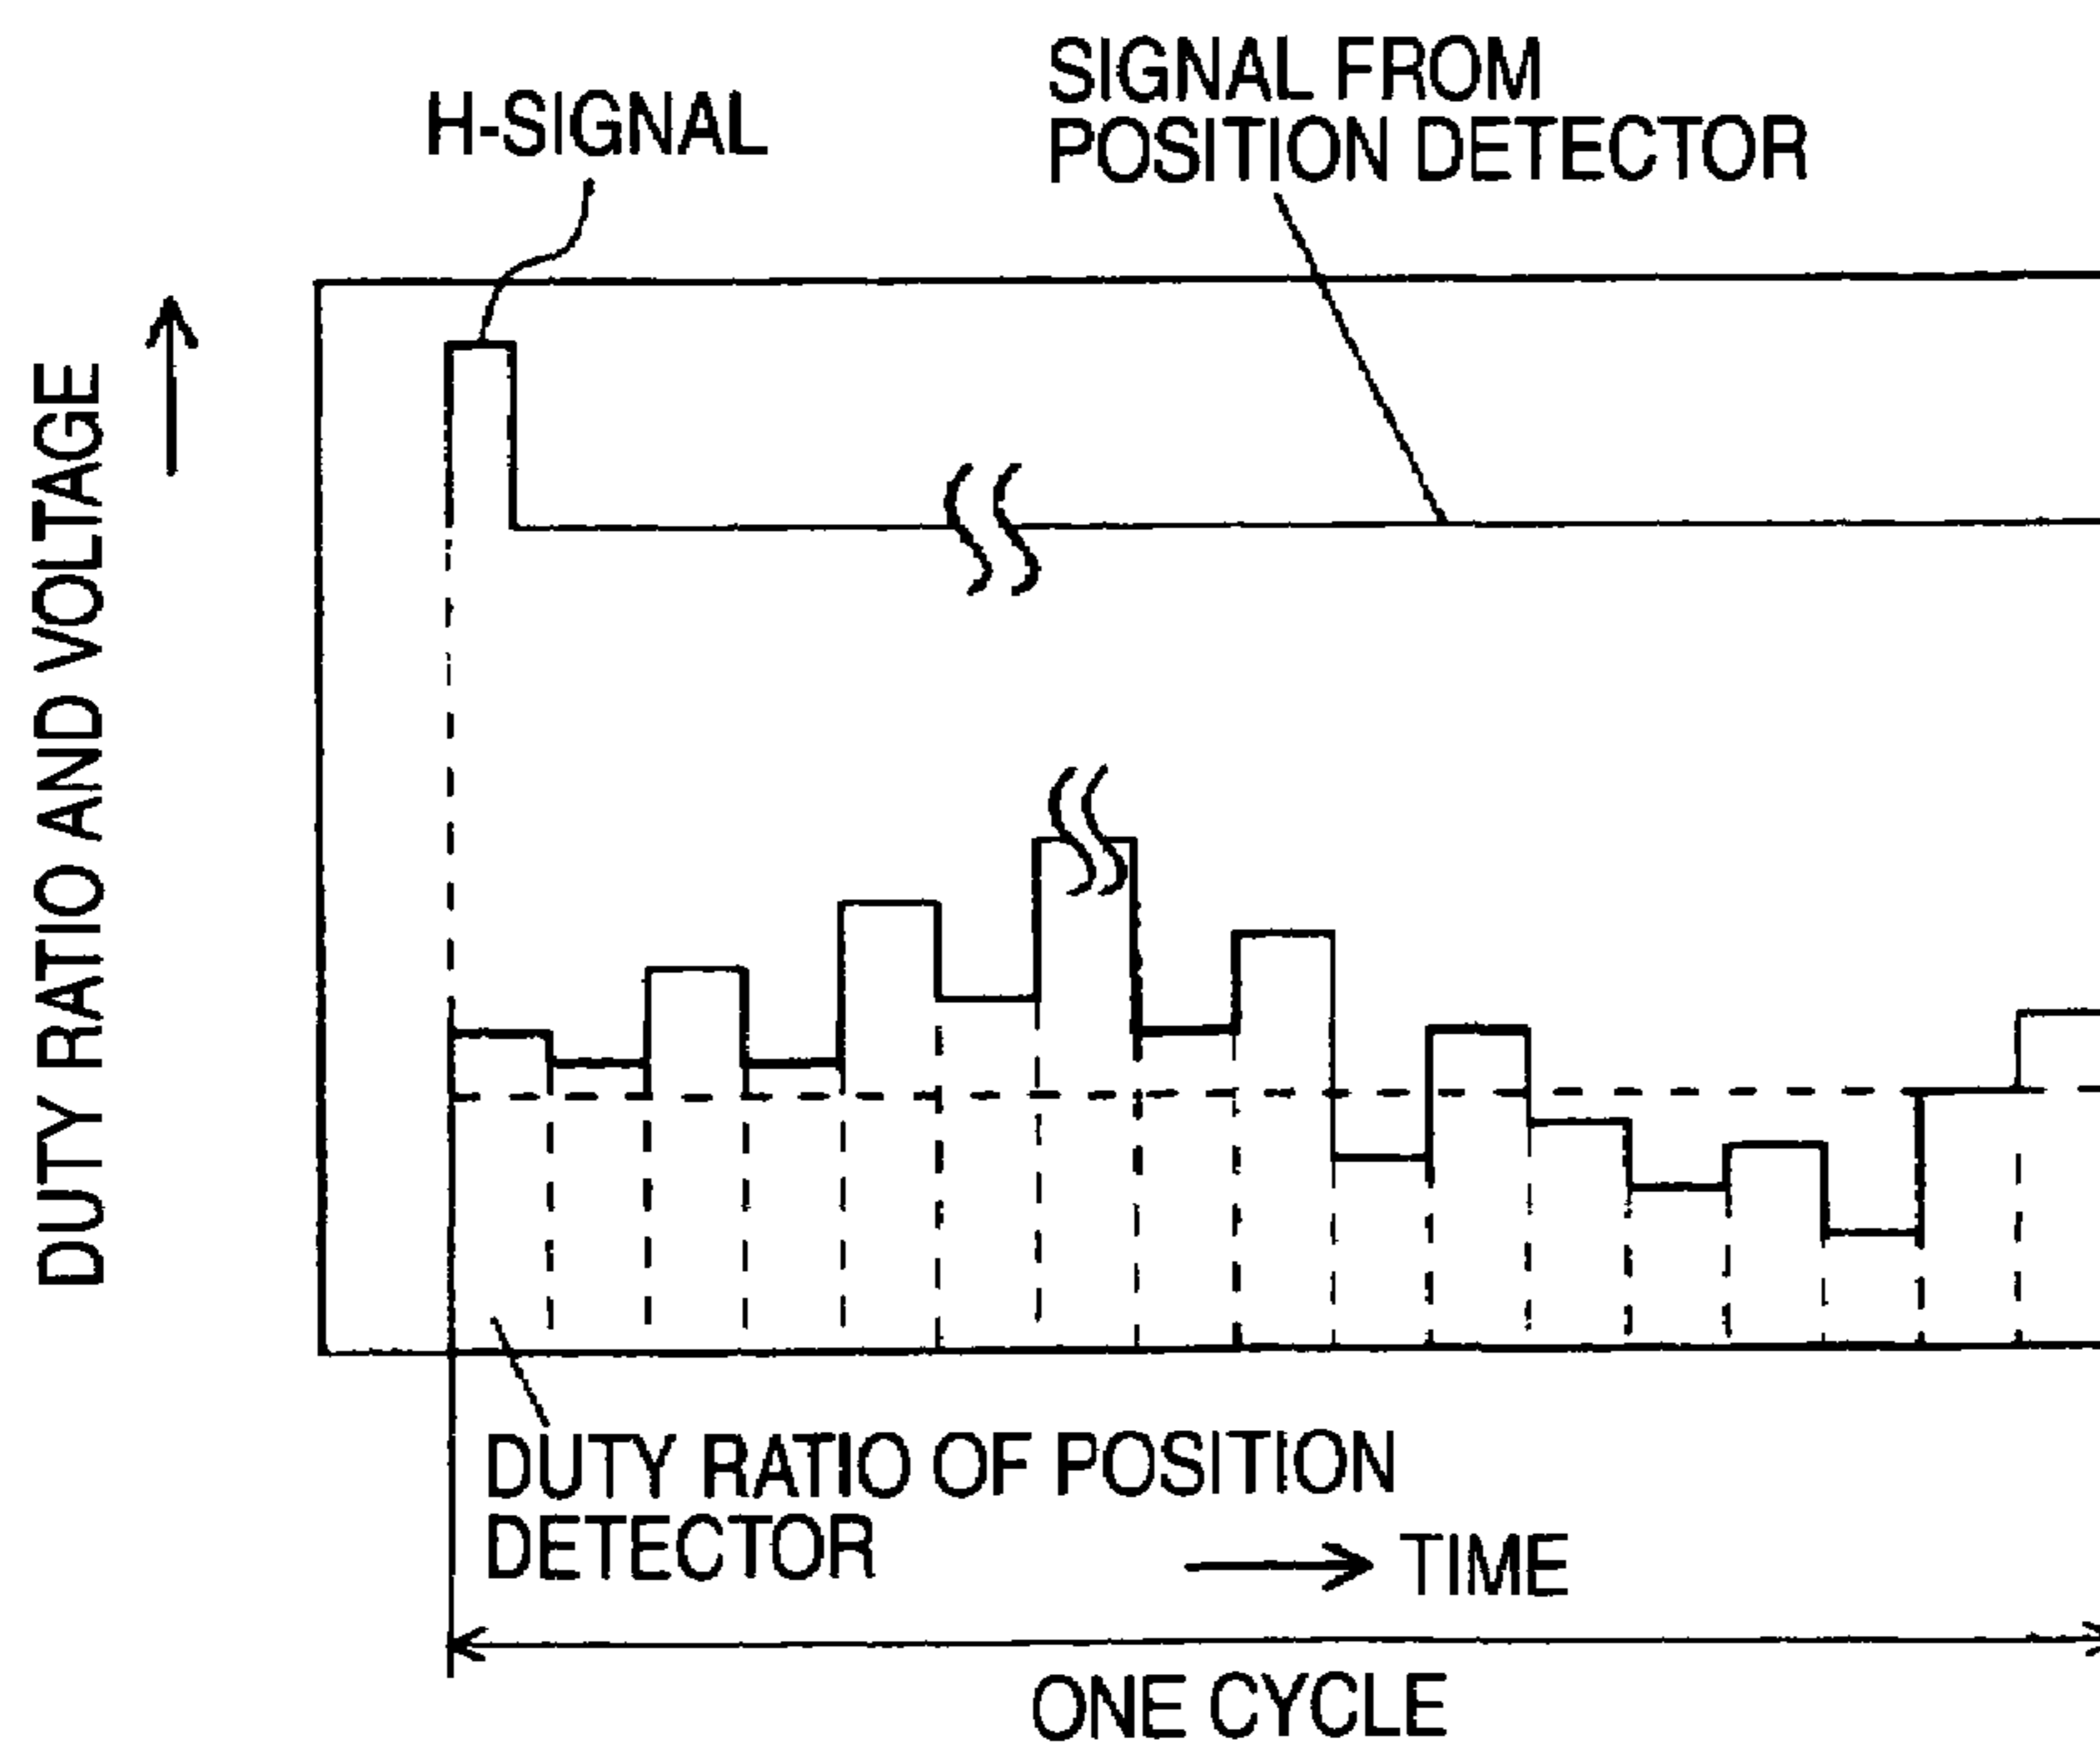 H-SIGNAL
SIGNAL FROM
POSITION DETECTOR
DUTY RATIO AND VOLTAGE
DUTY RATIO OF POSITION
DETECTOR
TIME
ONE CYCLE